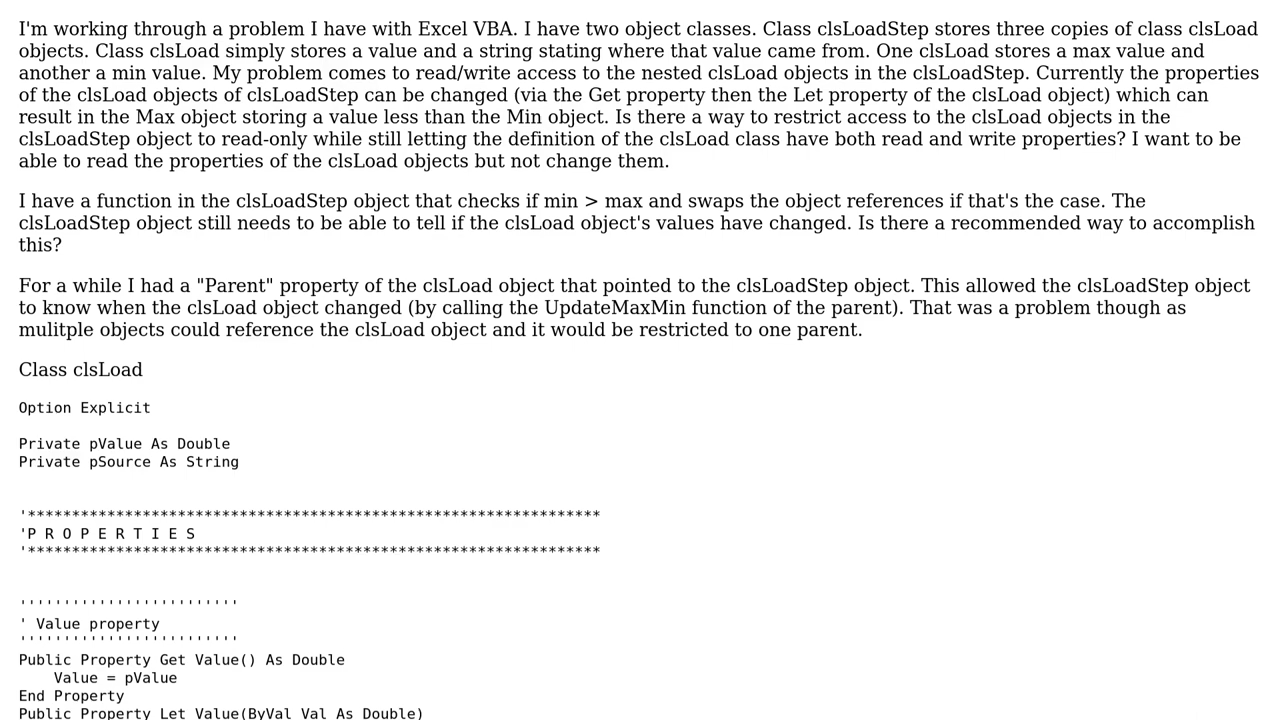 I'm working through a problem I have with Excel VBA. I have two object classes. Class clsLoadStep stores three copies of class clsLoad
objects. Class clsLoad simply stores a value and a string stating where that value came from. One clsLoad stores a max value and
another a min value. My problem comes to read/write access to the nested clsLoad objects in the clsLoadStep. Currently the properties
of the clsLoad objects of clsLoadStep can be changed (via the Get property then the Let property of the clsLoad object) which can
result in the Max object storing a value less than the Min object. Is there a way to restrict access to the clsLoad objects in the
clsLoadStep object to read-only while still letting the definition of the clsLoad class have both read and write properties? I want to be
able to read the properties of the clsLoad objects but not change them.
I have a function in the clsLoadStep object that checks if min > max and swaps the object references if that's the case. The
clsLoadStep object still needs to be able to tell if the clsLoad object's values have changed. Is there a recommended way to accomplish
this?
For a while I had a "Parent" property of the clsLoad object that pointed to the clsLoadStep object. This allowed the clsLoadStep object
to know when the clsLoad object changed (by calling the UpdateMaxMin function of the parent). That was a problem though as
mulitple objects could reference the clsLoad object and it would be restricted to one parent.
Class clsLoad
Option Explicit
Private pValue As Double
Private pSource As String
'*****************************************************************
'P R O P E R T I E S
'*****************************************************************
'''''''''''''''''''''''''
' Value property
'''''''''''''''''''''''''
Public Property Get Value() As Double
    Value = pValue
End Property
Public Property Let Value(ByVal Val As Double)